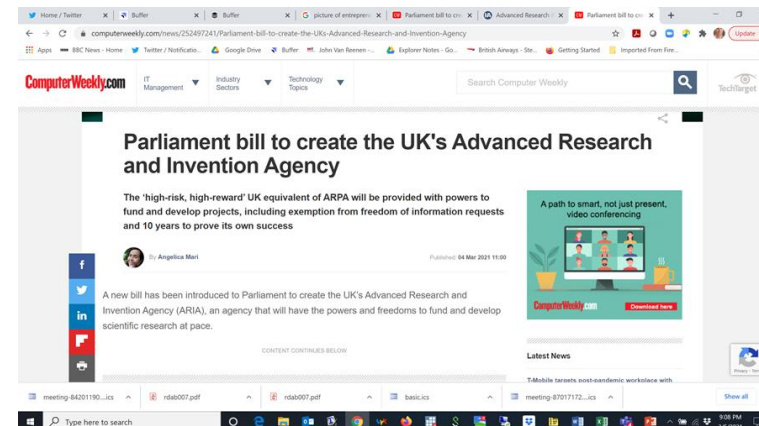 Home / Twitter
Buffer
Buffer
picture of entrepren
Parliament bill to cre
Advanced Research
Parliament bill to cre
computerweekly.com/news/252497241/Parliament-bill-to-create-the-UKs-Advanced-Research-and-Invention-Agency
Update
Apps
BBC News - Home
Twitter / Notificatio...
Google Drive
Buffer
John Van Reenen -...
Explorer Notes - Go...
British Airways - Ste...
Getting Started
Imported From Fire...
ComputerWeekly.com
IT
Management
Industry
Sectors
Technology
Topics
Search Computer Weekly
TechTarget
Parliament bill to create the UK's Advanced Research
and Invention Agency
The ‘high-risk, high-reward’ UK equivalent of ARPA will be provided with powers to
fund and develop projects, including exemption from freedom of information requests
and 10 years to prove its own success
By Angelica Mari
Published: 04 Mar 2021 11:00
A new bill has been introduced to Parliament to create the UK’s Advanced Research and
Invention Agency (ARIA), an agency that will have the powers and freedoms to fund and develop
scientific research at pace.
CONTENT CONTINUES BELOW
A path to smart, not just present,
video conferencing
ComputerWeekly.com
Download here
Latest News
T-Mobile targets post-pandemic workplace with
meeting-84201190....ics
rdab007.pdf
rdab007.pdf
basic.ics
meeting-87017172....ics
Show all
Type here to search
9:08 PM